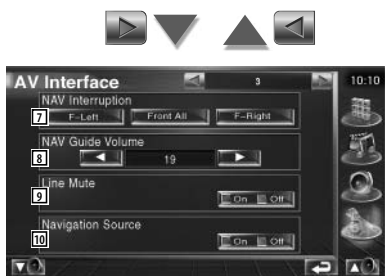 AV Interface 3 10:10
NAV Interruption
7 F-Left Front All F-Right
NAV Guide Volume
8 19
Line Mute
9 On Off
Navigation Source
10 On Off